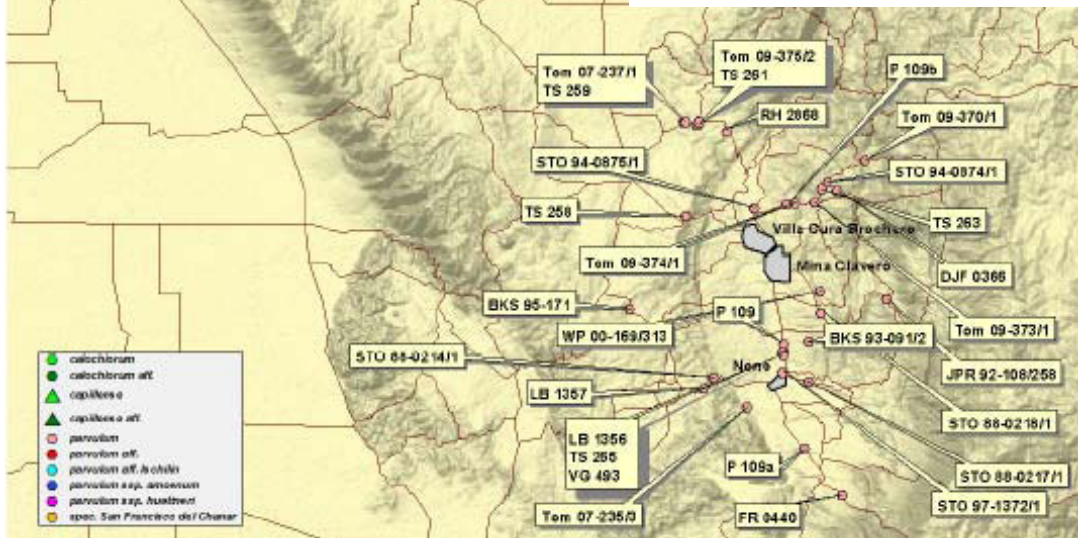 Tom 07-237/1
TS 259
Tom 09-375/2
TS 261
P 109b
RH 2868
Tom 09-370/1
STO 94-0875/1
STO 94-0874/1
TS 258
TS 263
Villa Cura Brochero
Tom 09-374/1
Mina Clavero
DJF 0366
BKS 95-171
P 109
WP 00-169/313
BKS 93-091/2
Tom 09-373/1
STO 88-0214/1
Nono
JPR 92-108/258
LB 1357
STO 88-0218/1
LB 1356
TS 255
VG 493
P 109a
STO 88-0217/1
Tom 07-235/3
FR 0440
STO 97-1372/1
calochlorum
calochlorum aff.
capillense
capillense aff.
parvulum
parvulum aff.
parvulum aff. Ischilin
parvulum ssp. amoenum
parvulum ssp. huettneri
spec. San Francisco del Chanar